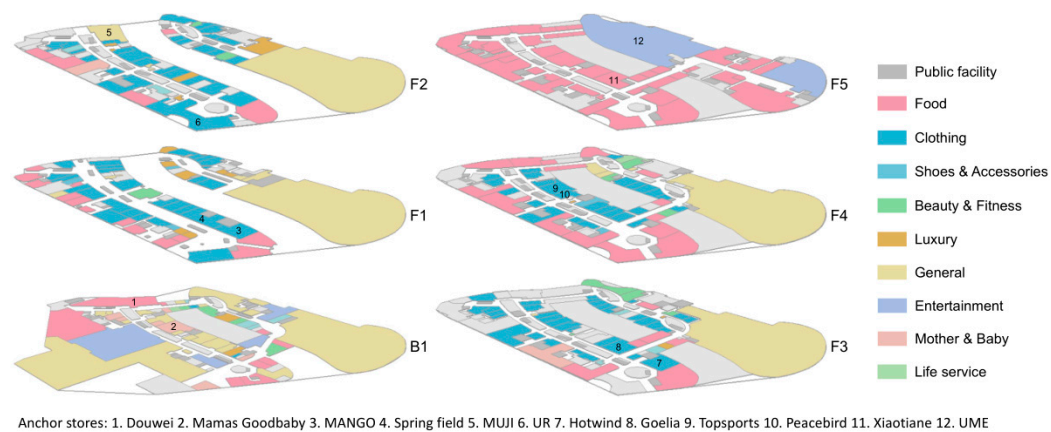 5
6
F2
12
11
F5
Public facility
Food
Clothing
Shoes & Accessories
Beauty & Fitness
Luxury
General
Entertainment
Mother & Baby
Life service
4
3
F1
9
10
F4
1
2
B1
8
7
F3
Anchor stores: 1. Douwei 2. Mamas Goodbaby 3. MANGO 4. Spring field 5. MUJI 6. UR 7. Hotwind 8. Goelia 9. Topsports 10. Peacebird 11. Xiaotiane 12. UME